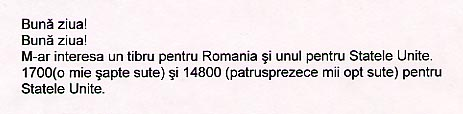 Bună ziua!
Bună ziua!
M-ar interesa un tibru pentru Romania şi unul pentru Statele Unite.
1700(o mie şapte sute) şi 14800 (patrusprezece mii opt sute) pentru
Statele Unite.